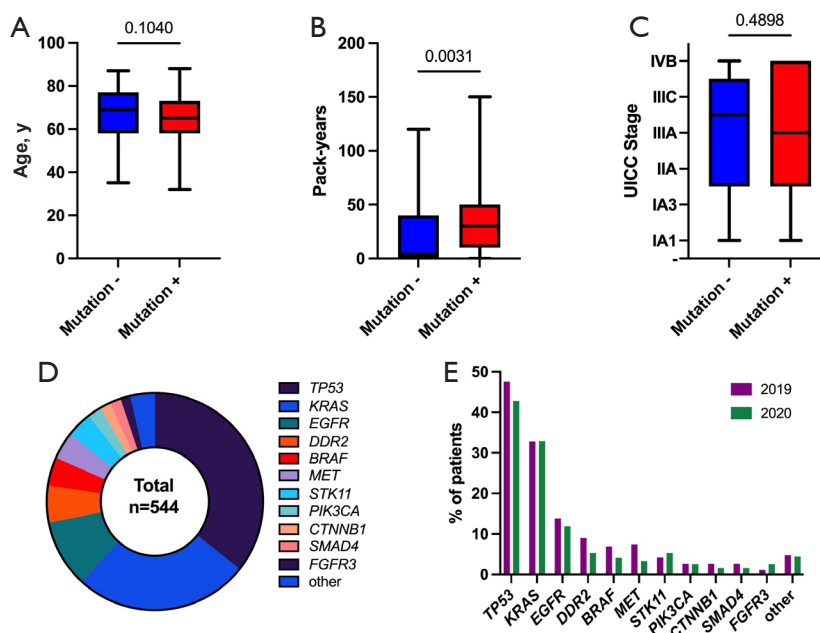 A
0.1040
100
80
60
40
20
0
Age, y
Mutation -
Mutation +
B
0.0031
200
150
100
50
0
Pack-years
Mutation -
Mutation +
C
0.4898
IVB
IIIC
IIIA
IIA
IA3
IA1
-
UICC Stage
Mutation -
Mutation +
D
Total
n=544
TP53
KRAS
EGFR
DDR2
BRAF
MET
STK11
PIK3CA
CTNNB1
SMAD4
FGFR3
other
E
50
40
30
20
10
0
% of patients
2019
2020
TP53
KRAS
EGFR
DDR2
BRAF
MET
STK11
PIK3CA
CTNNB1
SMAD4
FGFR3
other